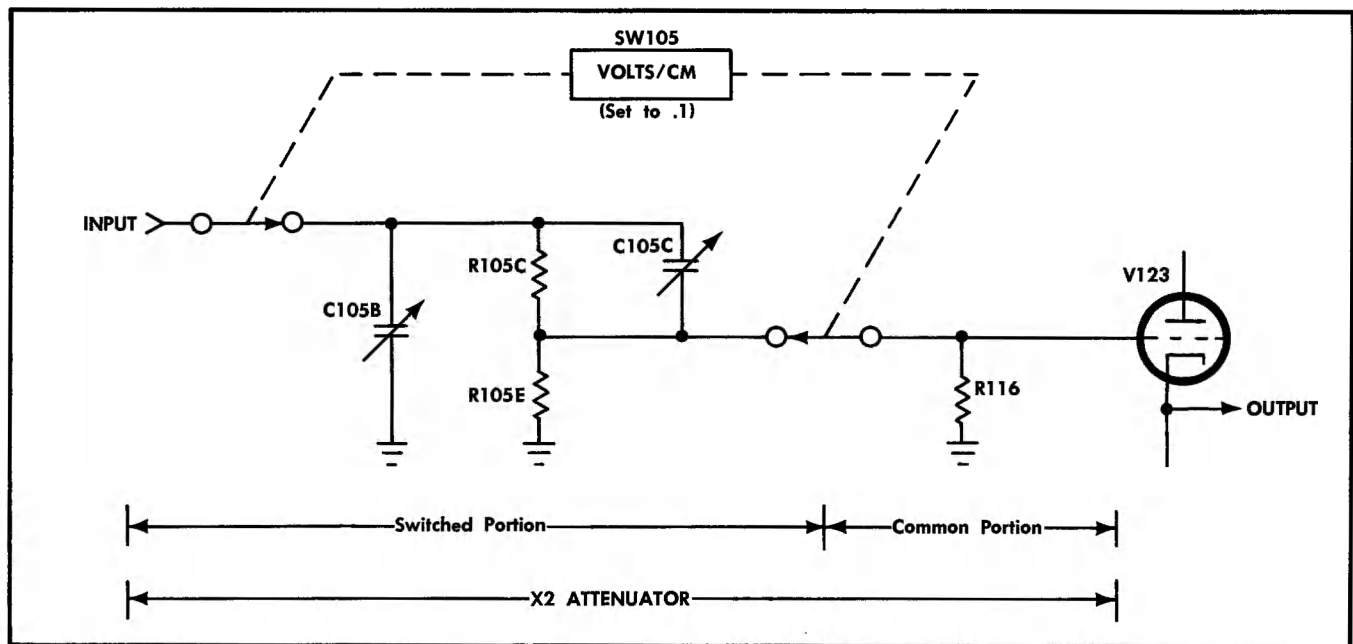 SW105
VOLTS/CM
(Set to .1)
INPUT
C105B
R105C
C105C
R105E
R116
V123
OUTPUT
Switched Portion
Common Portion
X2 ATTENUATOR